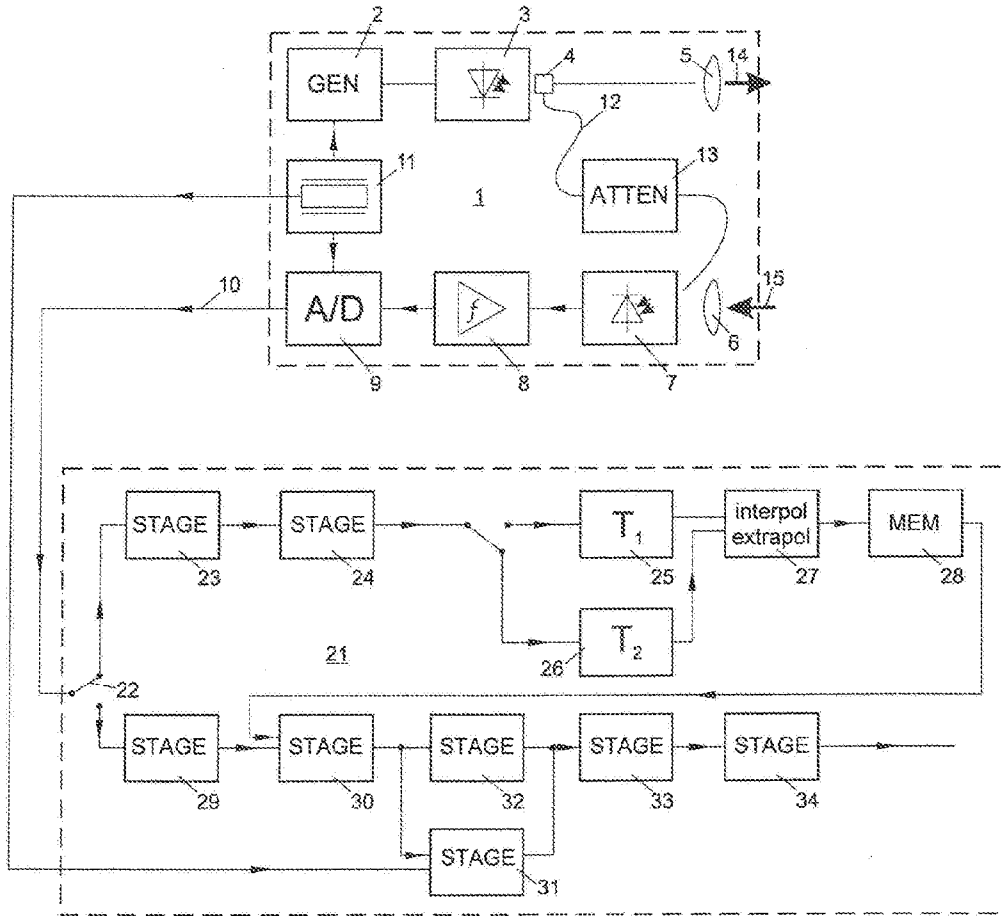 2
3
4
5
14
GEN
12
11
13
1
ATTEN
10
15
A/D
f
6
9
8
7
STAGE
STAGE
T1
interpol
extrapol
MEM
23
24
25
27
28
T2
21
26
22
STAGE
STAGE
STAGE
STAGE
STAGE
29
30
32
33
34
STAGE
31